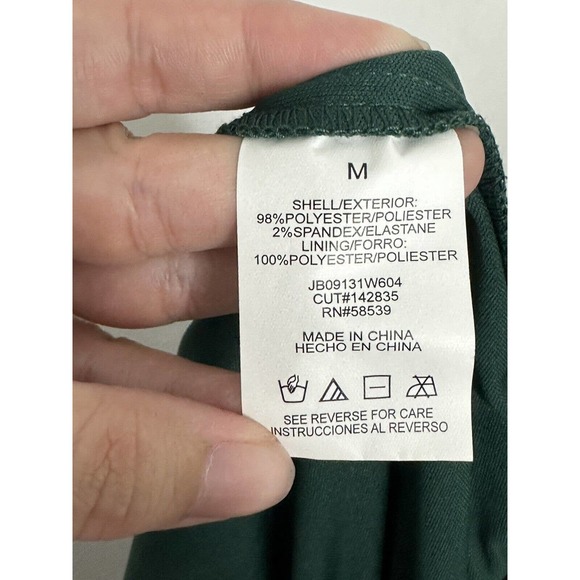 M
SHELL/EXTERIOR:
98%POLYESTER/POLIESTER
2%SPANDEX/ELASTANE
LINING/FORRO:
100%POLYESTER/POLIESTER
JB09131W604
CUT#142835
RN#58539
MADE IN CHINA
HECHO EN CHINA
SEE REVERSE FOR CARE
INSTRUCCIONES AL REVERSO